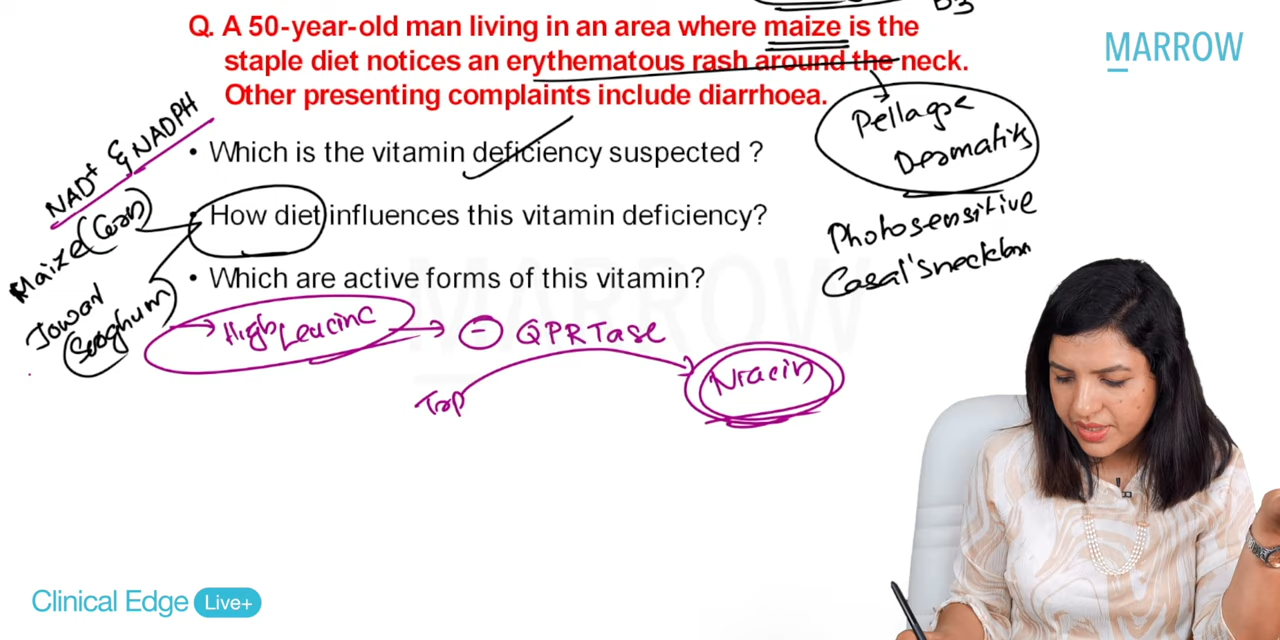 B3
Q. A 50-year-old man living in an area where maize is the
MARROW
staple diet notices an erythematous rash around the neck.
Other presenting complaints include diarrhoea.
Pellagra
Dermatitis
NAD+ & NADPH
• Which is the vitamin deficiency suspected ?
Maize (Corn)
• How diet influences this vitamin deficiency?
Photosensitive
Casal's neckban
• Which are active forms of this vitamin?
Jowar
(Sorghum)
High Leucine
− QPRTase
Trp
Niacin
MARROW
Clinical Edge Live+